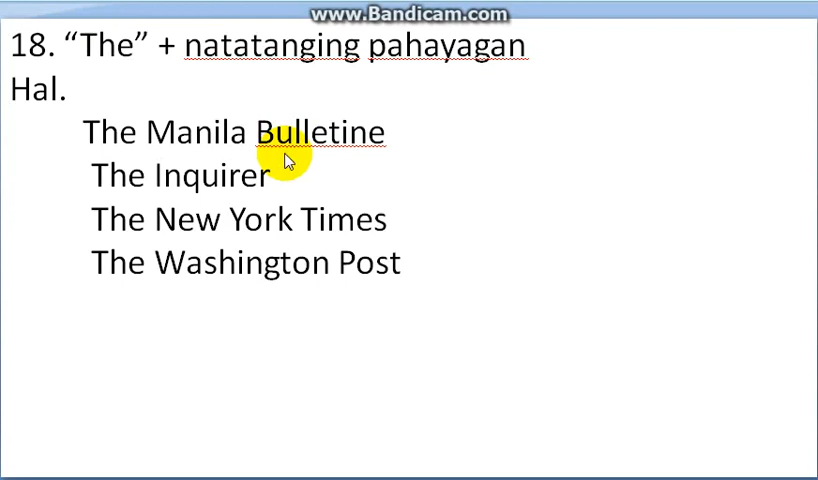 www.Bandicam.com
18. “The” + natatanging pahayagan
Hal.
The Manila Bulletine
The Inquirer
The New York Times
The Washington Post